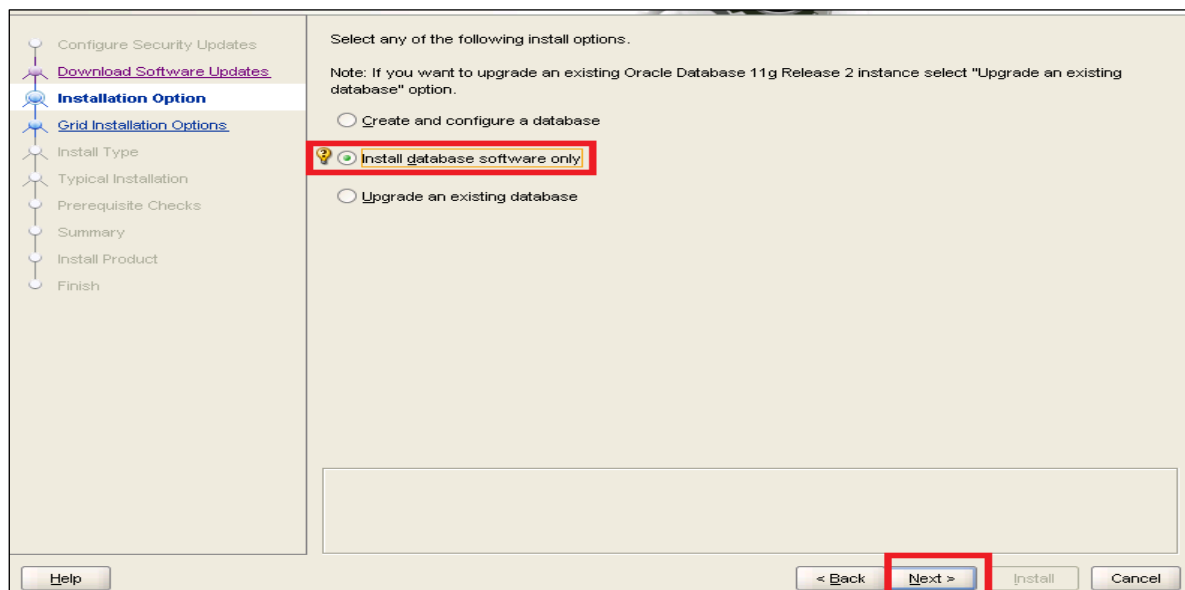 Configure Security Updates
Download Software Updates
Installation Option
Grid Installation Options
Install Type
Typical Installation
Prerequisite Checks
Summary
Install Product
Finish
Select any of the following install options.
Note: If you want to upgrade an existing Oracle Database 11g Release 2 instance select "Upgrade an existing
database" option.
Create and configure a database
Install database software only
Upgrade an existing database
Help
< Back
Next >
Install
Cancel